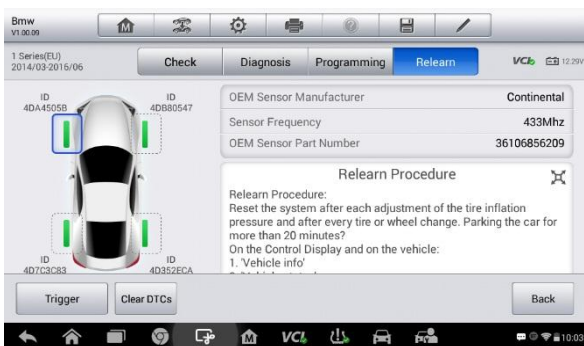 Bmw
V1.00.09
1 Series(EU)
2014/03-2016/06
Check
Diagnosis
Programming
Relearn
VCI
12.29V
ID
4DA4505B
ID
4DB80547
ID
4D7C3C83
ID
4D352ECA
OEM Sensor Manufacturer Continental
Sensor Frequency 433Mhz
OEM Sensor Part Number 36106856209
Relearn Procedure
Relearn Procedure:
Reset the system after each adjustment of the tire inflation
pressure and after every tire or wheel change. Parking the car for
more than 20 minutes?
On the Control Display and on the vehicle:
1. 'Vehicle info'
Trigger
Clear DTCs
Back
VCI
10:03